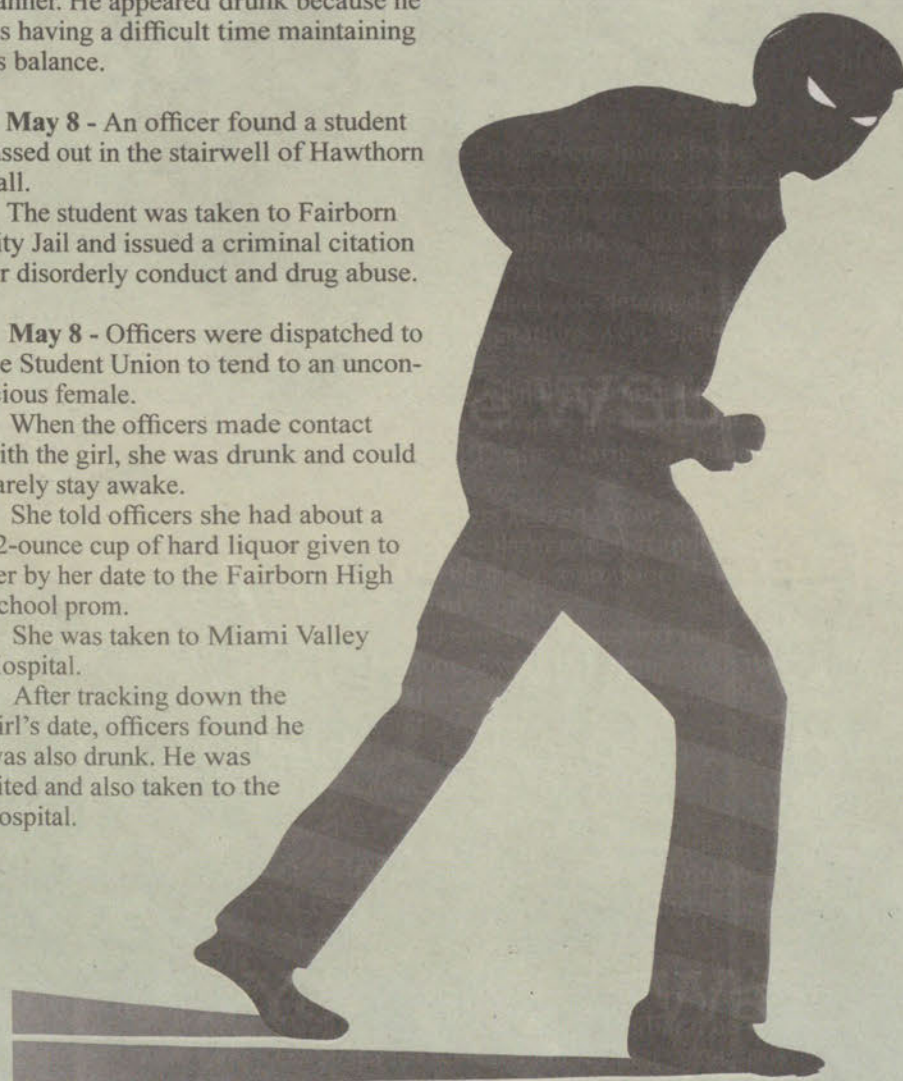 anner. He appeared drunk because he
s having a difficult time maintaining
s balance.
May 8 - An officer found a student
assed out in the stairwell of Hawthorn
all.
The student was taken to Fairborn
ity Jail and issued a criminal citation
r disorderly conduct and drug abuse.
May 8 - Officers were dispatched to
e Student Union to tend to an uncon-
cious female.
When the officers made contact
ith the girl, she was drunk and could
arely stay awake.
She told officers she had about a
2-ounce cup of hard liquor given to
er by her date to the Fairborn High
chool prom.
She was taken to Miami Valley
ospital.
After tracking down the
irl's date, officers found he
as also drunk. He was
ited and also taken to the
ospital.